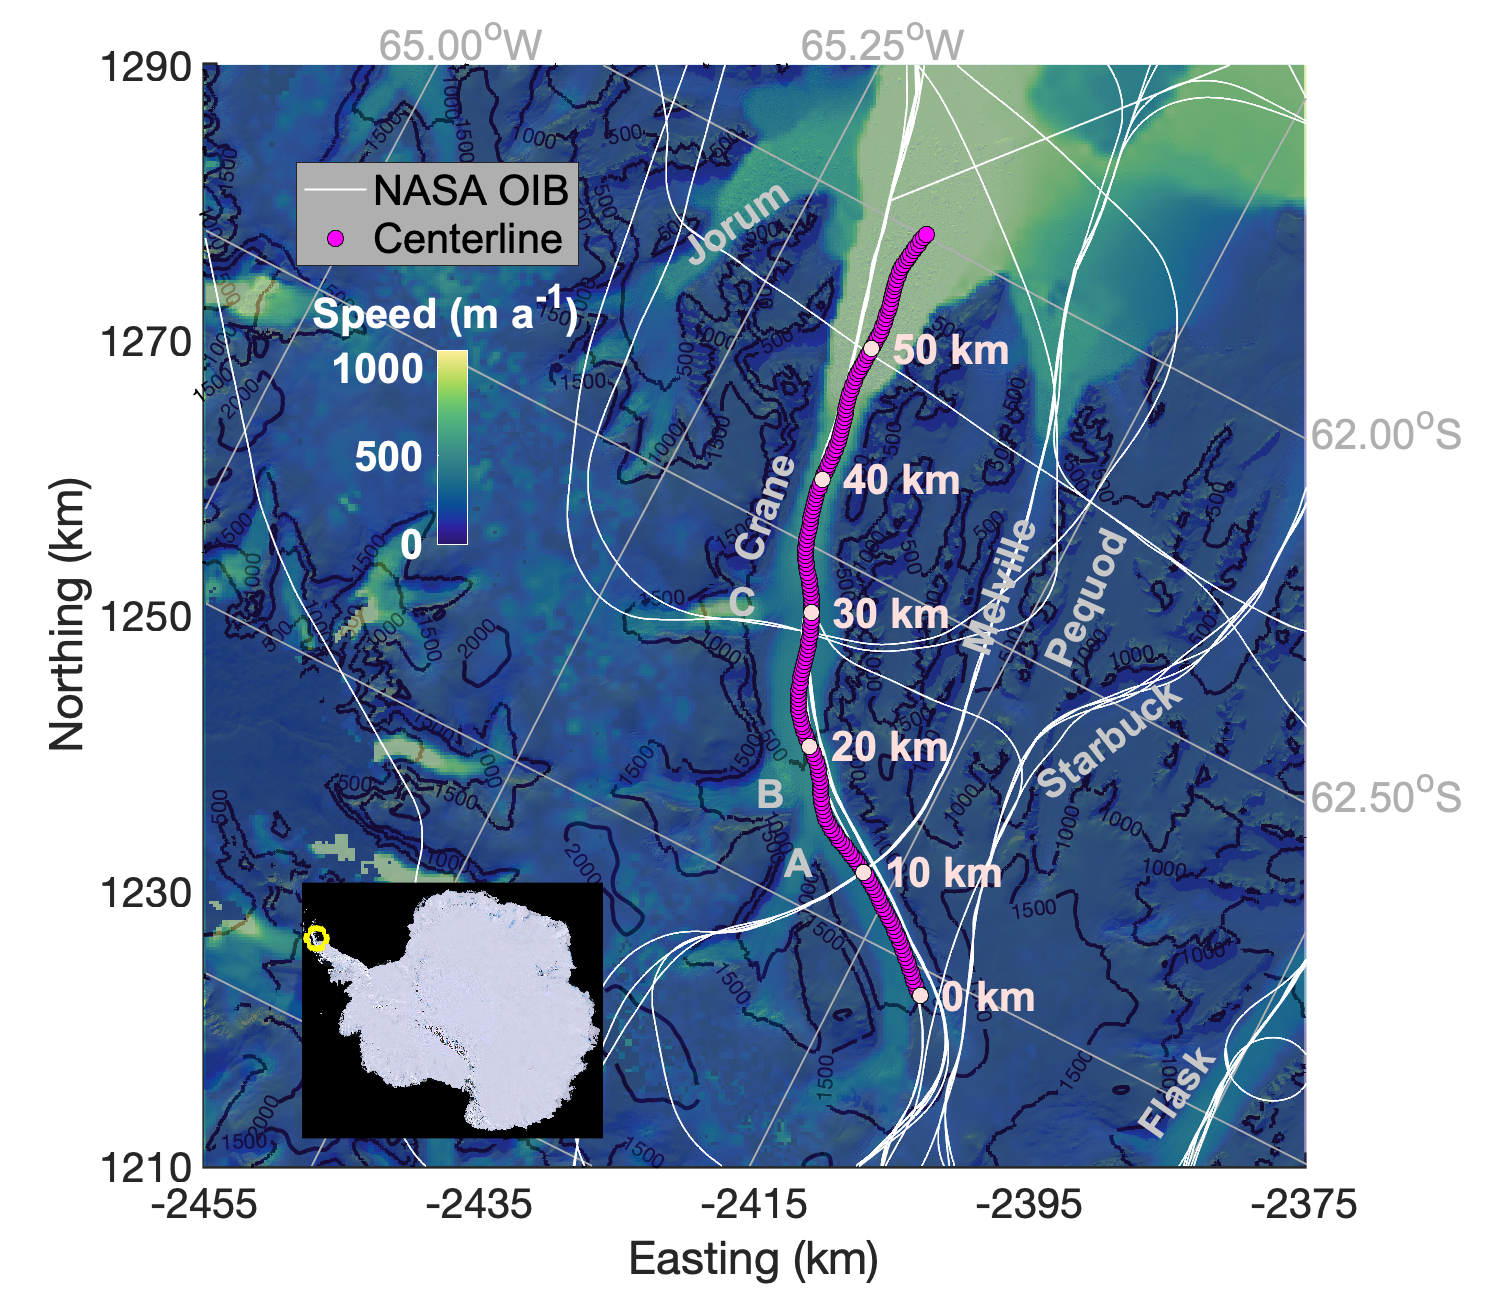 65.00°W 65.25°W
1290
1270
1250
1230
1210
Northing (km)
NASA OIB
Centerline
Speed (m a⁻¹)
1000
500
0
Jorum
Crane
Melville
Pequod
Starbuck
Flask
C
B
A
50 km
40 km
30 km
20 km
10 km
0 km
62.00°S
62.50°S
-2455 -2435 -2415 -2395 -2375
Easting (km)
1500
1000
500
2000